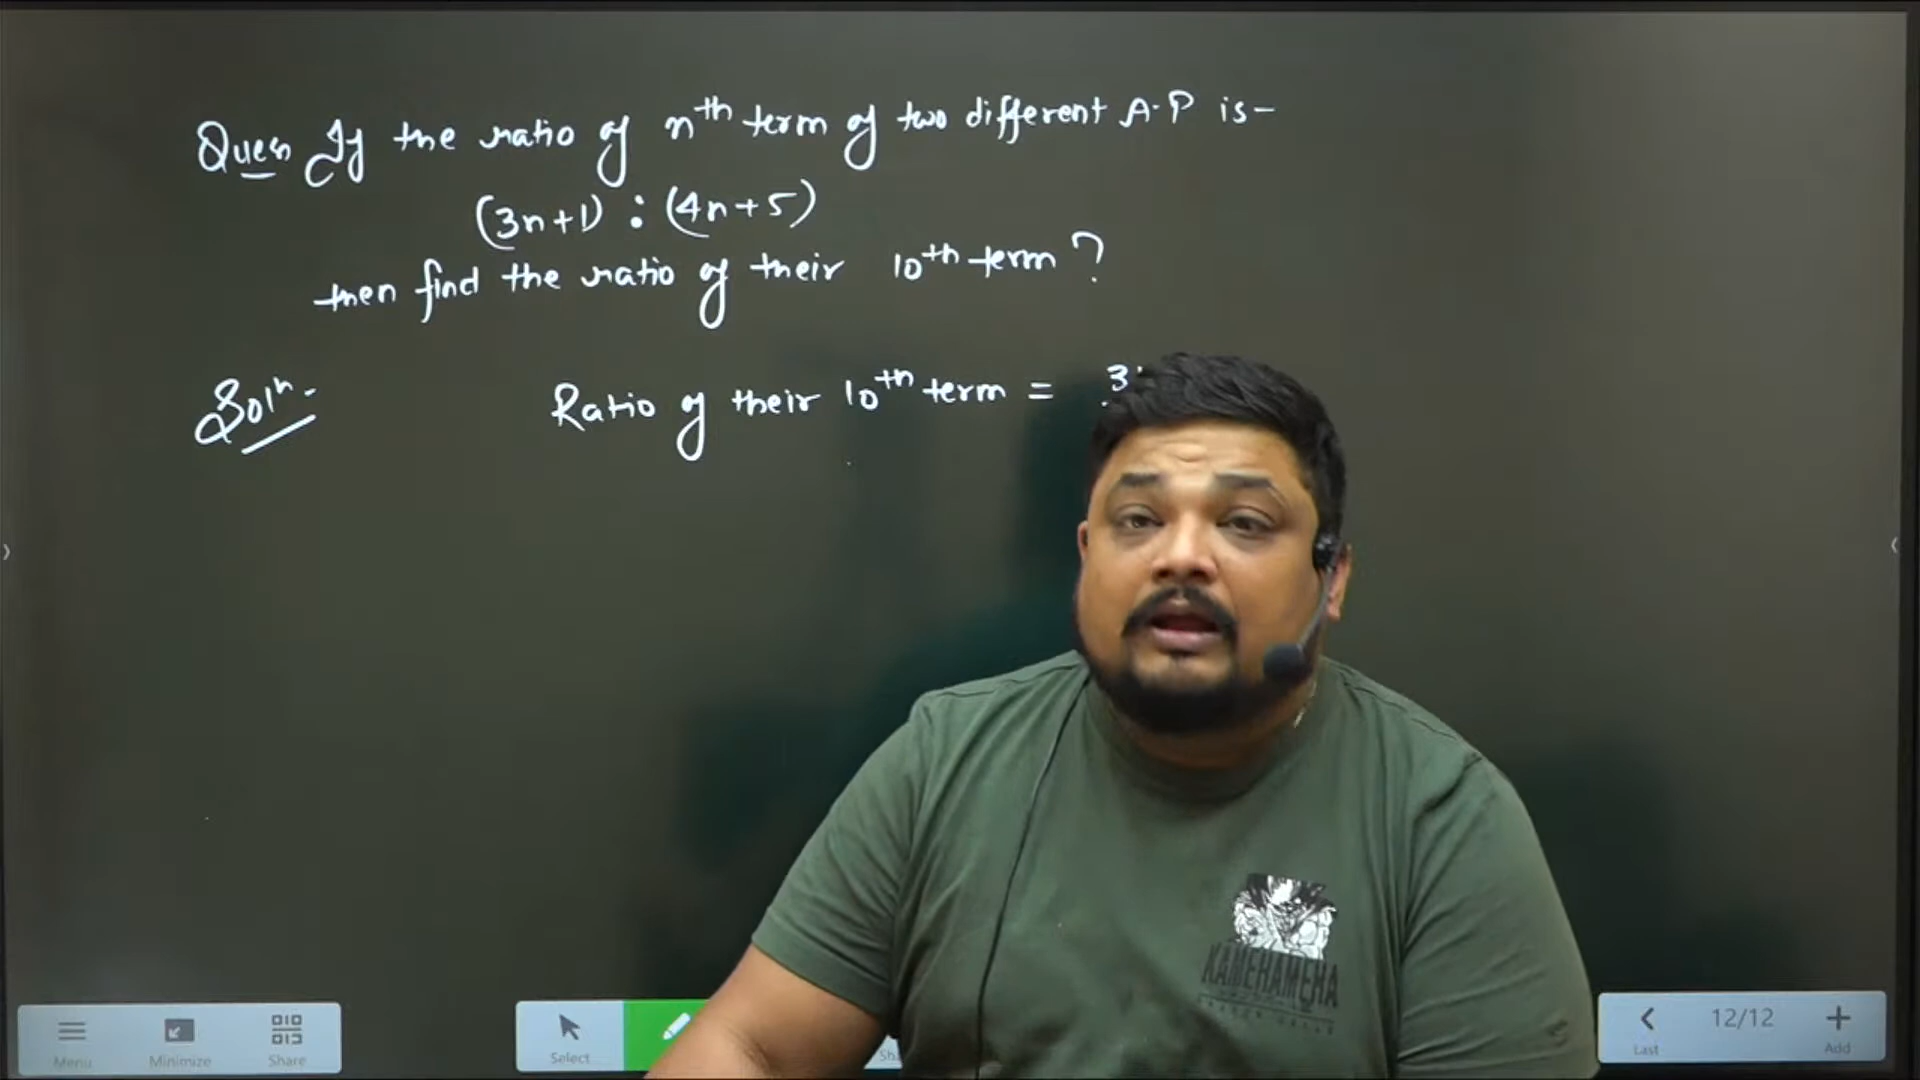 Ques If the ratio of nth term of two different A.P is-
(3n+1) : (4n+5)
then find the ratio of their 10th term ?
Soln.
Ratio of their 10th term = 3
KAMEHAMEHA
Menu
Minimize
Share
Select
12/12
Last
Add